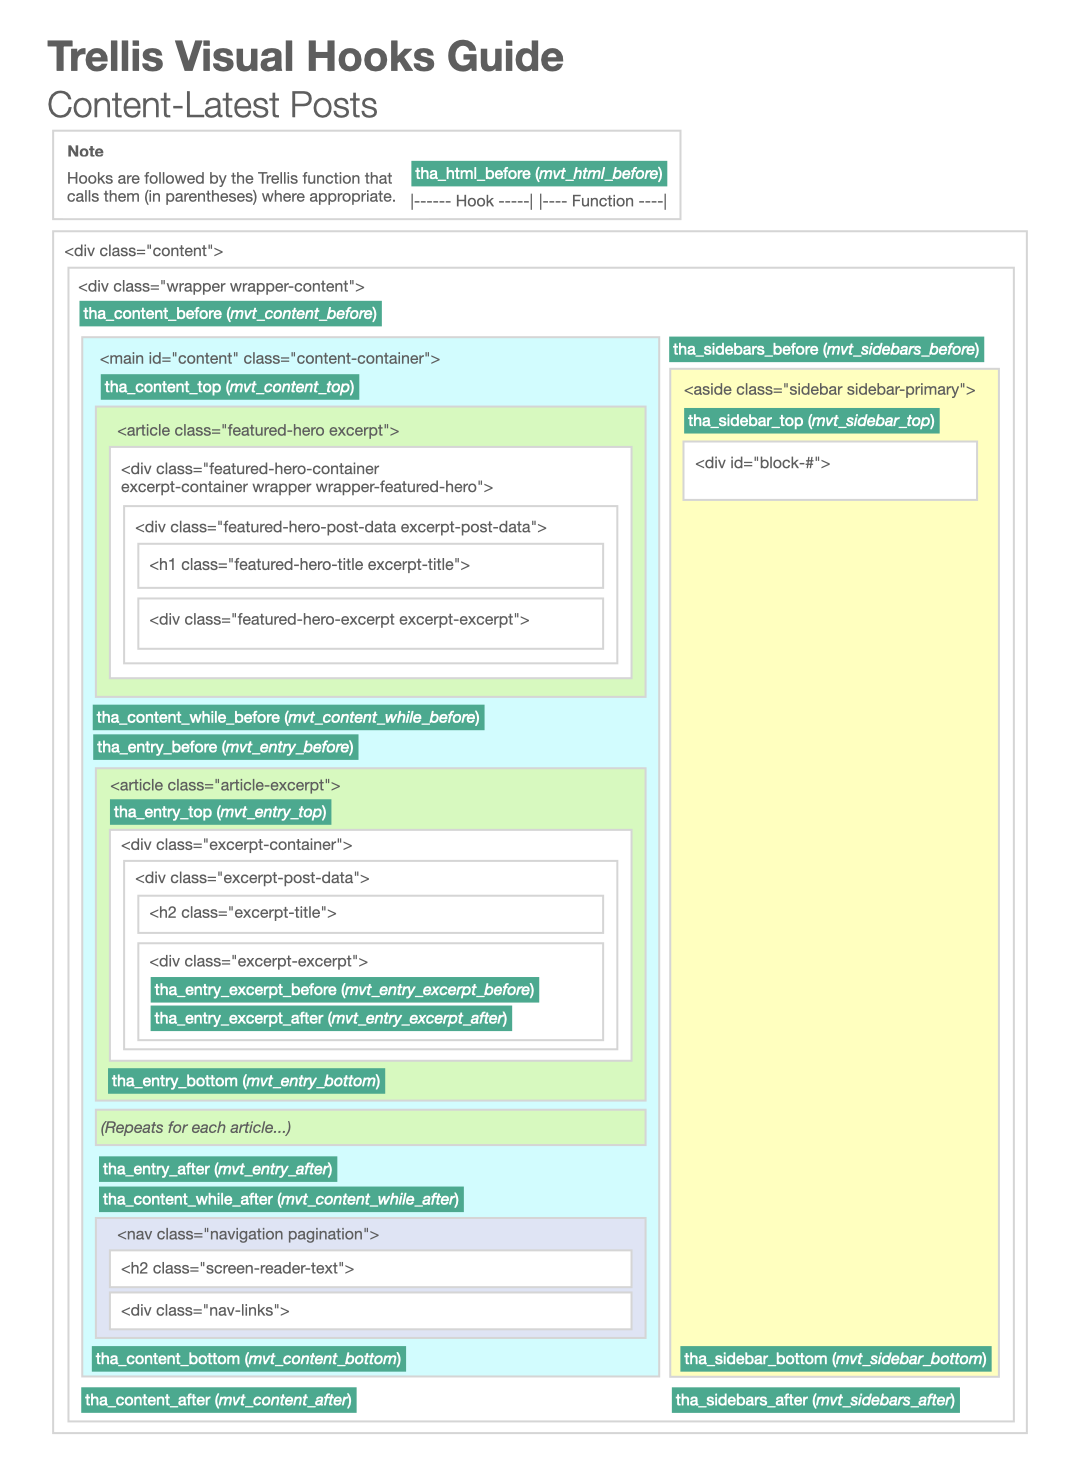 Trellis Visual Hooks Guide
Content-Latest Posts
Note
Hooks are followed by the Trellis function that
calls them (in parentheses) where appropriate.
tha_html_before (mvt_html_before)
|------ Hook -----| |---- Function ----|
<div class="content">
<div class="wrapper wrapper-content">
tha_content_before (mvt_content_before)
<main id="content" class="content-container">
tha_content_top (mvt_content_top)
<article class="featured-hero excerpt">
<div class="featured-hero-container
excerpt-container wrapper wrapper-featured-hero">
<div class="featured-hero-post-data excerpt-post-data">
<h1 class="featured-hero-title excerpt-title">
<div class="featured-hero-excerpt excerpt-excerpt">
tha_content_while_before (mvt_content_while_before)
tha_entry_before (mvt_entry_before)
<article class="article-excerpt">
tha_entry_top (mvt_entry_top)
<div class="excerpt-container">
<div class="excerpt-post-data">
<h2 class="excerpt-title">
<div class="excerpt-excerpt">
tha_entry_excerpt_before (mvt_entry_excerpt_before)
tha_entry_excerpt_after (mvt_entry_excerpt_after)
tha_entry_bottom (mvt_entry_bottom)
(Repeats for each article...)
tha_entry_after (mvt_entry_after)
tha_content_while_after (mvt_content_while_after)
<nav class="navigation pagination">
<h2 class="screen-reader-text">
<div class="nav-links">
tha_content_bottom (mvt_content_bottom)
tha_content_after (mvt_content_after)
tha_sidebars_before (mvt_sidebars_before)
<aside class="sidebar sidebar-primary">
tha_sidebar_top (mvt_sidebar_top)
<div id="block-#">
tha_sidebar_bottom (mvt_sidebar_bottom)
tha_sidebars_after (mvt_sidebars_after)